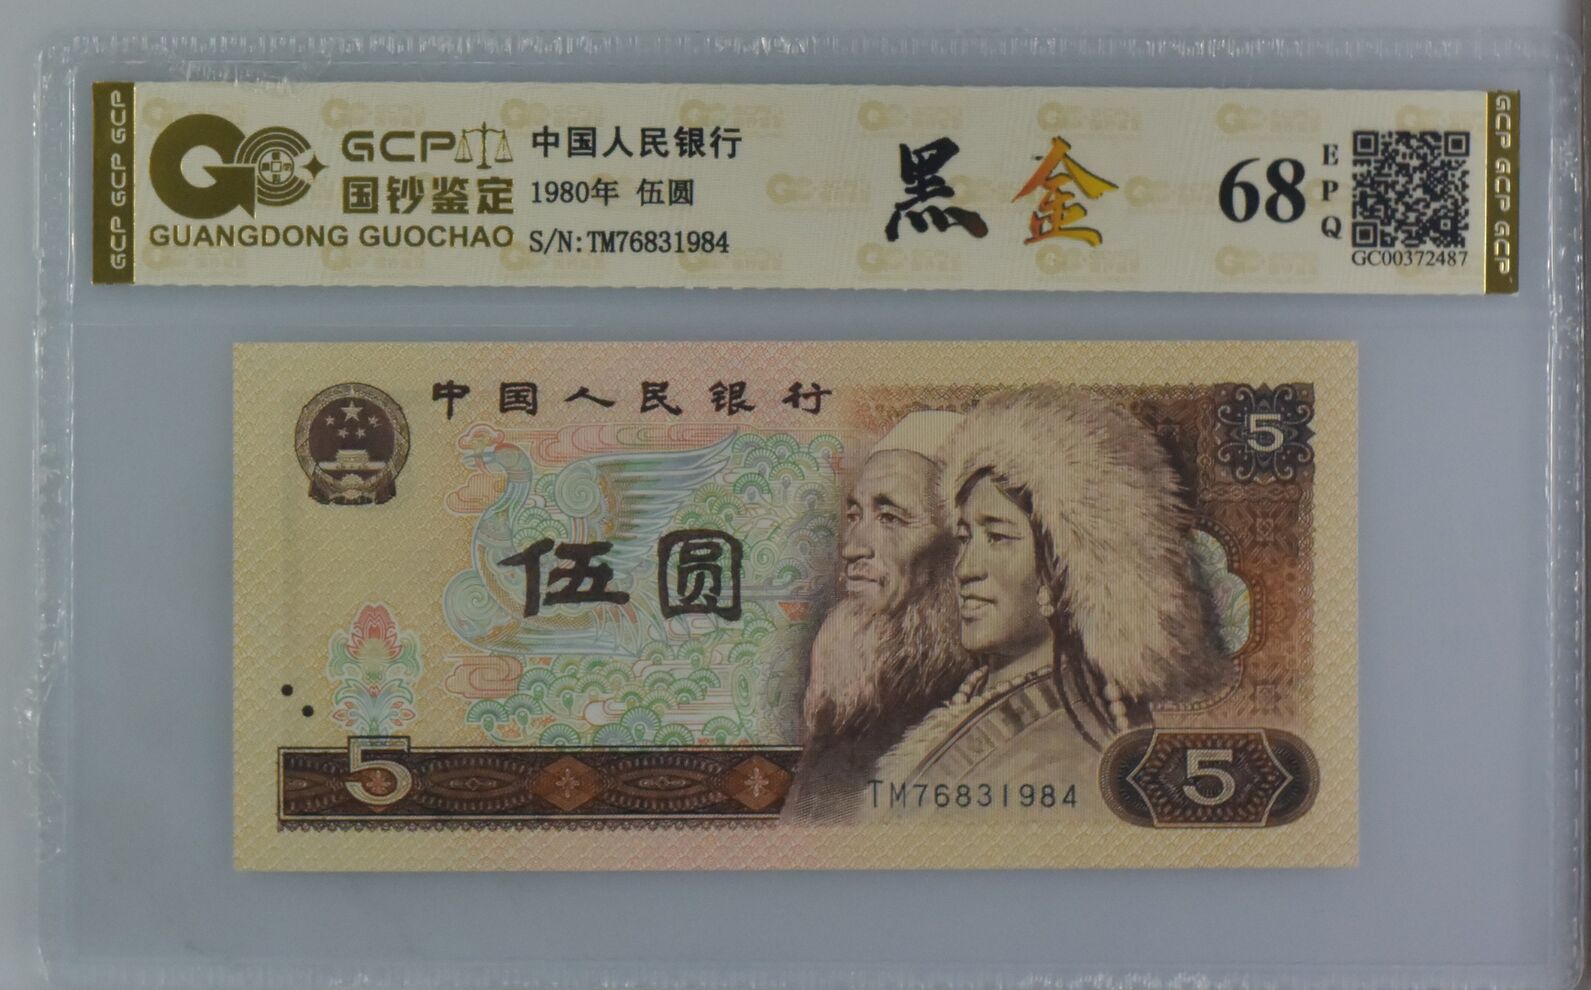 GCP GCP GCP
GCP
国钞鉴定
GUANGDONG GUOCHAO
中国人民银行
1980年 伍圆
S/N:TM76831984
黑金
68
EPQ
GC00372487
GCP GCP GCP
中国人民银行
5
伍圆
5
TM76831984
5